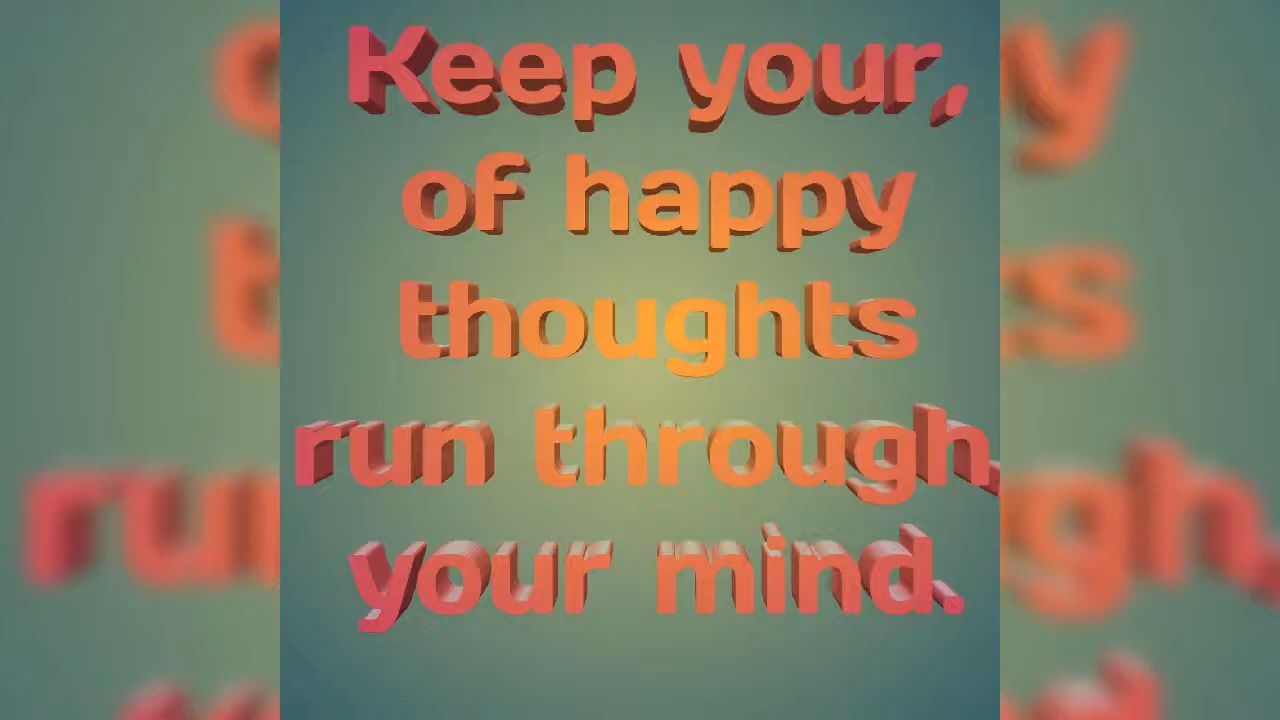 Keep your,
of happy
thoughts
run through,
your mind.